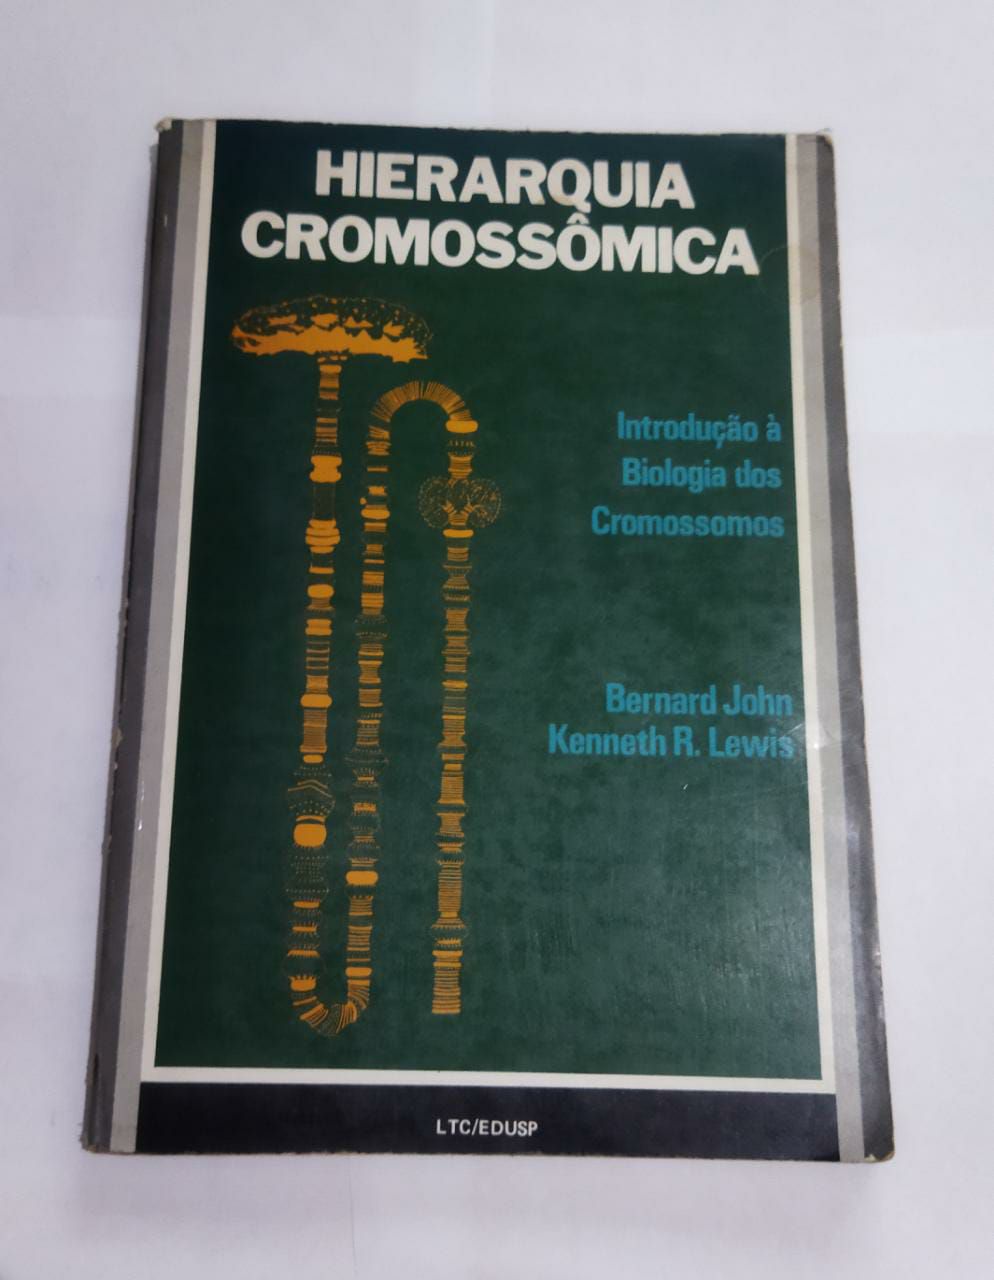 HIERARQUIA
CROMOSSÔMICA
Introdução à
Biologia dos
Cromossomos
Bernard John
Kenneth R. Lewis
LTC/EDUSP